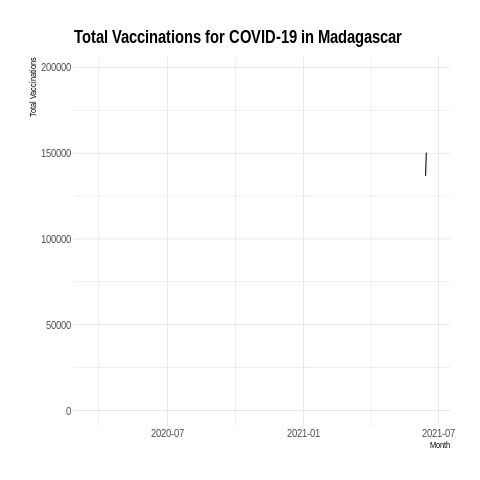 Total Vaccinations for COVID-19 in Madagascar
Total Vaccinations
200000
150000
100000
50000
0
2020-07 2021-01 2021-07
Month